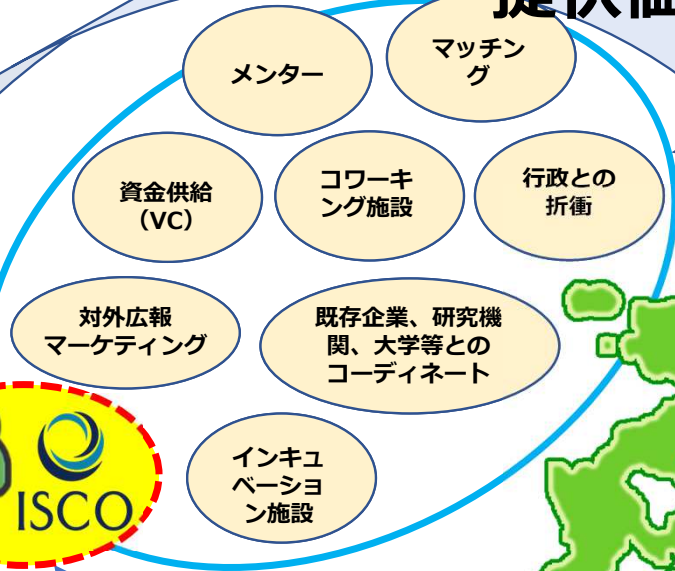 提供価
メンター
マッチン
グ
資金供給
（VC）
コワーキ
ング施設
行政との
折衝
対外広報
マーケティング
既存企業、研究機
関、大学等との
コーディネート
インキュ
ベーショ
ン施設
ISCO